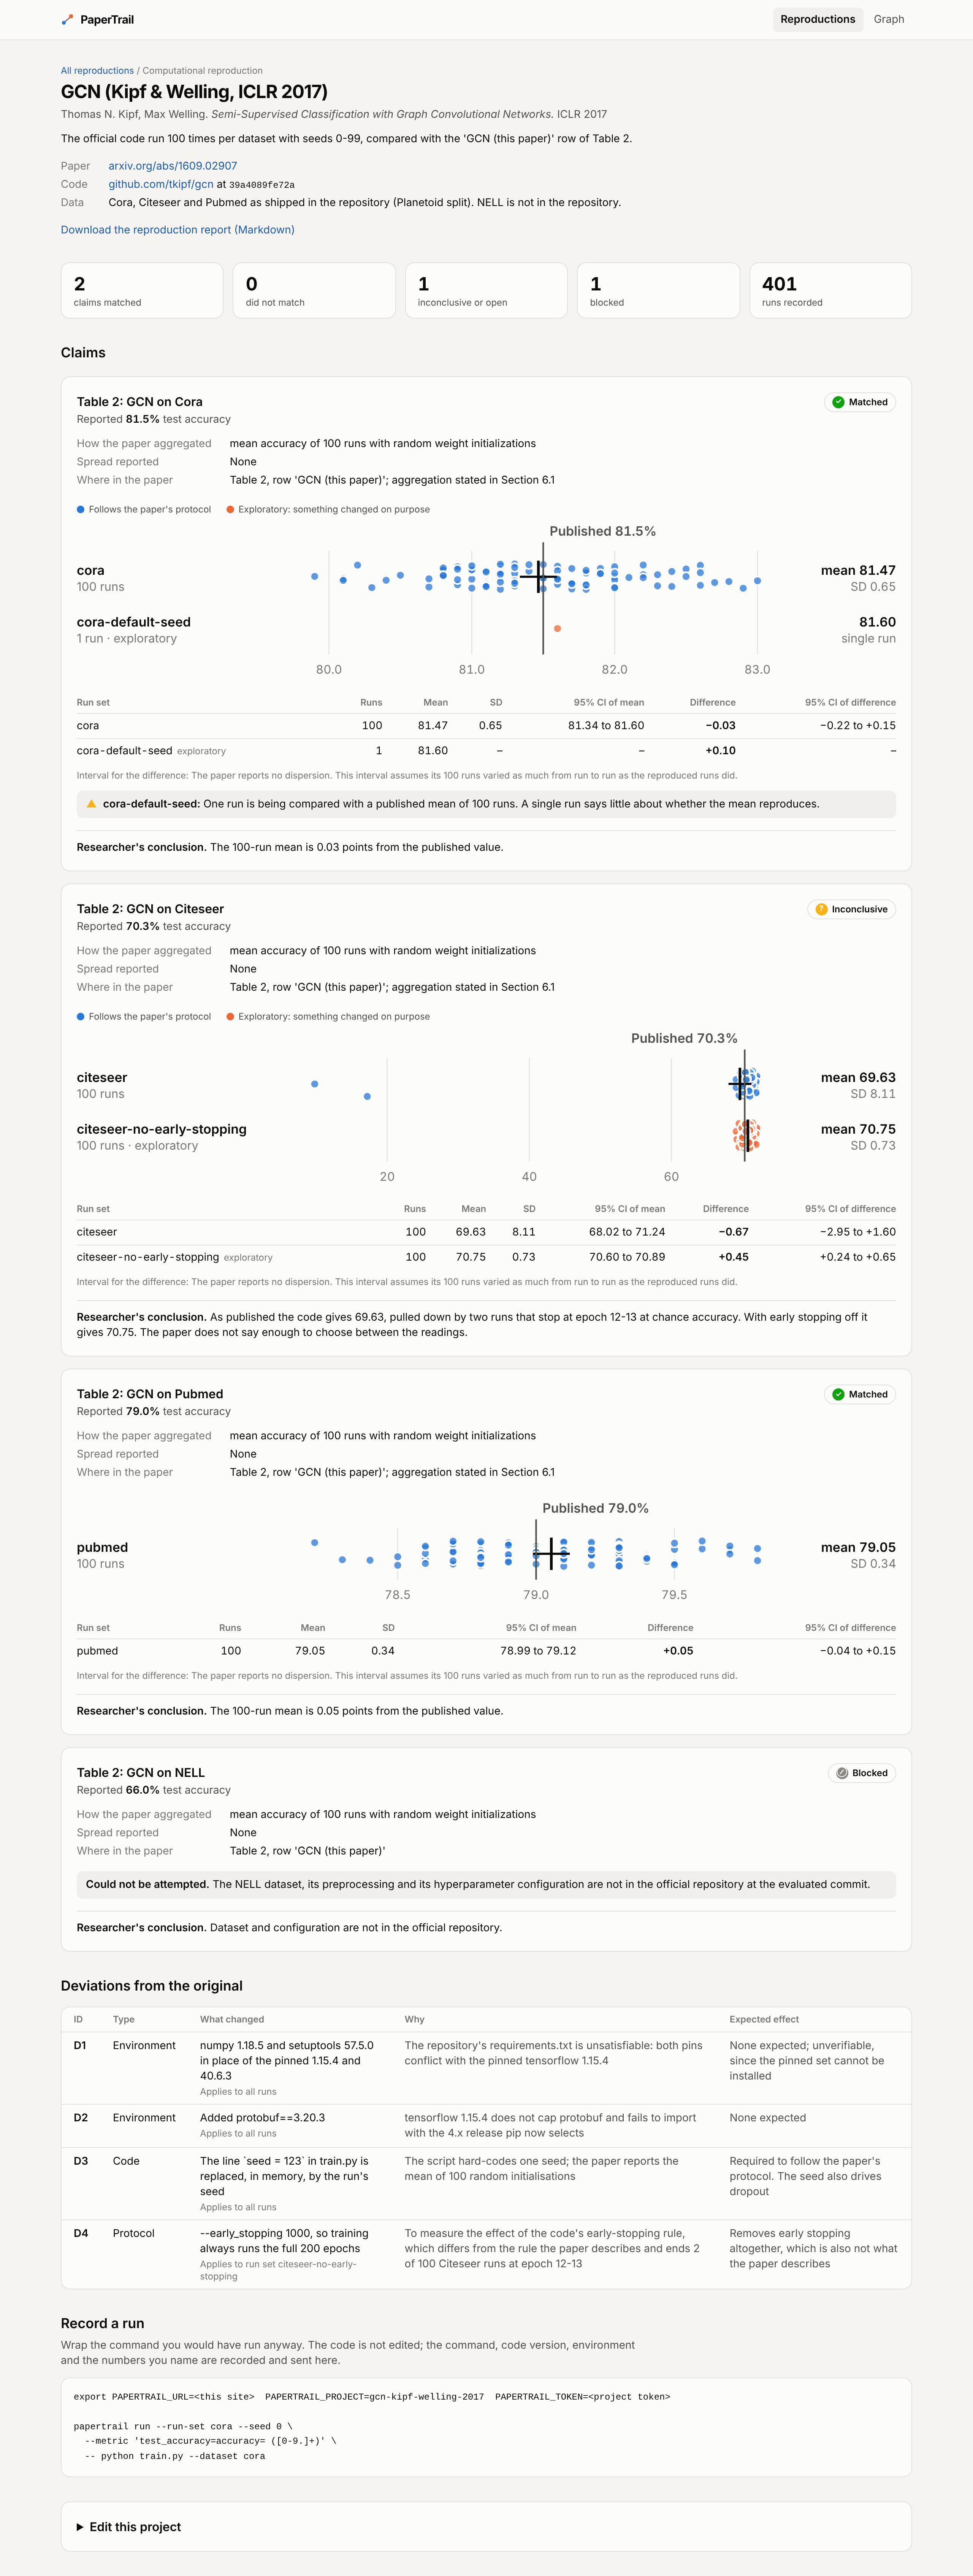 PaperTrail
Reproductions Graph
All reproductions / Computational reproduction
GCN (Kipf & Welling, ICLR 2017)
Thomas N. Kipf, Max Welling. Semi-Supervised Classification with Graph Convolutional Networks. ICLR 2017
The official code run 100 times per dataset with seeds 0-99, compared with the 'GCN (this paper)' row of Table 2.
Paper arxiv.org/abs/1609.02907
Code github.com/tkipf/gcn at 39a4089fe72a
Data Cora, Citeseer and Pubmed as shipped in the repository (Planetoid split). NELL is not in the repository.
Download the reproduction report (Markdown)
2
claims matched
0
did not match
1
inconclusive or open
1
blocked
401
runs recorded
Claims
Table 2: GCN on Cora
Matched
Reported 81.5% test accuracy
How the paper aggregated mean accuracy of 100 runs with random weight initializations
Spread reported None
Where in the paper Table 2, row 'GCN (this paper)'; aggregation stated in Section 6.1
Follows the paper's protocol Exploratory: something changed on purpose
Published 81.5%
cora mean 81.47
100 runs SD 0.65
cora-default-seed 81.60
1 run · exploratory single run
80.0 81.0 82.0 83.0
Run set Runs Mean SD 95% CI of mean Difference 95% CI of difference
cora 100 81.47 0.65 81.34 to 81.60 −0.03 −0.22 to +0.15
cora-default-seed exploratory 1 81.60 – – +0.10 –
Interval for the difference: The paper reports no dispersion. This interval assumes its 100 runs varied as much from run to run as the reproduced runs did.
cora-default-seed: One run is being compared with a published mean of 100 runs. A single run says little about whether the mean reproduces.
Researcher's conclusion. The 100-run mean is 0.03 points from the published value.
Table 2: GCN on Citeseer
Inconclusive
Reported 70.3% test accuracy
How the paper aggregated mean accuracy of 100 runs with random weight initializations
Spread reported None
Where in the paper Table 2, row 'GCN (this paper)'; aggregation stated in Section 6.1
Follows the paper's protocol Exploratory: something changed on purpose
Published 70.3%
citeseer mean 69.63
100 runs SD 8.11
citeseer-no-early-stopping mean 70.75
100 runs · exploratory SD 0.73
20 40 60
Run set Runs Mean SD 95% CI of mean Difference 95% CI of difference
citeseer 100 69.63 8.11 68.02 to 71.24 −0.67 −2.95 to +1.60
citeseer-no-early-stopping exploratory 100 70.75 0.73 70.60 to 70.89 +0.45 +0.24 to +0.65
Interval for the difference: The paper reports no dispersion. This interval assumes its 100 runs varied as much from run to run as the reproduced runs did.
Researcher's conclusion. As published the code gives 69.63, pulled down by two runs that stop at epoch 12-13 at chance accuracy. With early stopping off it
gives 70.75. The paper does not say enough to choose between the readings.
Table 2: GCN on Pubmed
Matched
Reported 79.0% test accuracy
How the paper aggregated mean accuracy of 100 runs with random weight initializations
Spread reported None
Where in the paper Table 2, row 'GCN (this paper)'; aggregation stated in Section 6.1
Published 79.0%
pubmed mean 79.05
100 runs SD 0.34
78.5 79.0 79.5
Run set Runs Mean SD 95% CI of mean Difference 95% CI of difference
pubmed 100 79.05 0.34 78.99 to 79.12 +0.05 −0.04 to +0.15
Interval for the difference: The paper reports no dispersion. This interval assumes its 100 runs varied as much from run to run as the reproduced runs did.
Researcher's conclusion. The 100-run mean is 0.05 points from the published value.
Table 2: GCN on NELL
Blocked
Reported 66.0% test accuracy
How the paper aggregated mean accuracy of 100 runs with random weight initializations
Spread reported None
Where in the paper Table 2, row 'GCN (this paper)'
Could not be attempted. The NELL dataset, its preprocessing and its hyperparameter configuration are not in the official repository at the evaluated commit.
Researcher's conclusion. Dataset and configuration are not in the official repository.
Deviations from the original
ID Type What changed Why Expected effect
D1 Environment numpy 1.18.5 and setuptools 57.5.0 The repository's requirements.txt is unsatisfiable: both pins None expected; unverifiable,
in place of the pinned 1.15.4 and conflict with the pinned tensorflow 1.15.4 since the pinned set cannot be
40.6.3 installed
Applies to all runs
D2 Environment Added protobuf==3.20.3 tensorflow 1.15.4 does not cap protobuf and fails to import None expected
Applies to all runs with the 4.x release pip now selects
D3 Code The line `seed = 123` in train.py is The script hard-codes one seed; the paper reports the Required to follow the paper's
replaced, in memory, by the run's mean of 100 random initialisations protocol. The seed also drives
seed dropout
Applies to all runs
D4 Protocol --early_stopping 1000, so training To measure the effect of the code's early-stopping rule, Removes early stopping
always runs the full 200 epochs which differs from the rule the paper describes and ends 2 altogether, which is also not what
Applies to run set citeseer-no-early- of 100 Citeseer runs at epoch 12-13 the paper describes
stopping
Record a run
Wrap the command you would have run anyway. The code is not edited; the command, code version, environment
and the numbers you name are recorded and sent here.
export PAPERTRAIL_URL=<this site> PAPERTRAIL_PROJECT=gcn-kipf-welling-2017 PAPERTRAIL_TOKEN=<project token>
papertrail run --run-set cora --seed 0 \
--metric 'test_accuracy=accuracy= ([0-9.]+)' \
-- python train.py --dataset cora
Edit this project